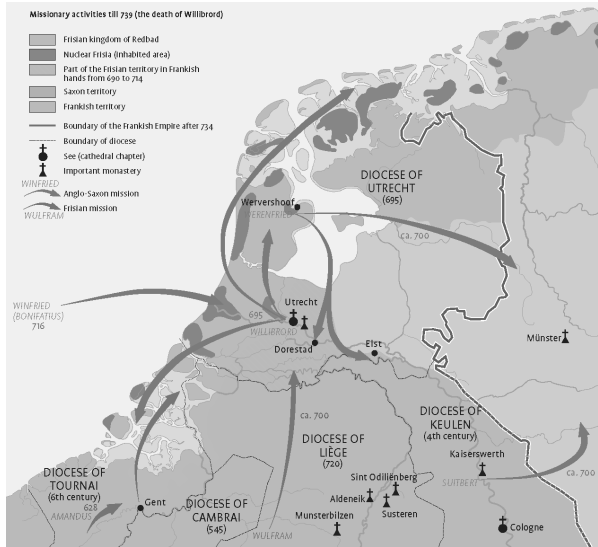 Missionary activities till 739 (the death of Willibrord)
Frisian kingdom of Redbad
Nuclear Frisia (inhabited area)
Part of the Frisian territory in Frankish
hands from 690 to 714
Saxon territory
Frankish territory
Boundary of the Frankish Empire after 734
Boundary of diocese
See (cathedral chapter)
Important monastery
WINFRIED
Anglo-Saxon mission
WULFRAM
Frisian mission
DIOCESE OF
UTRECHT
(695)
Wervershoof
WERENFRIED
ca. 700
WINFRIED
(BONIFATIUS)
716
695
Utrecht
WILLIBRORD
Dorestad
Elst
Münster
ca. 700
DIOCESE OF
KEULEN
(4th century)
DIOCESE OF
LIÈGE
(720)
Kaiserswerth
SUITBERT
ca. 700
DIOCESE OF
TOURNAI
(6th century)
628
AMANDUS
Gent
DIOCESE OF
CAMBRAI
(545)
Sint Odiliënberg
Aldeneik
Susteren
Munsterbilzen
WULFRAM
Cologne